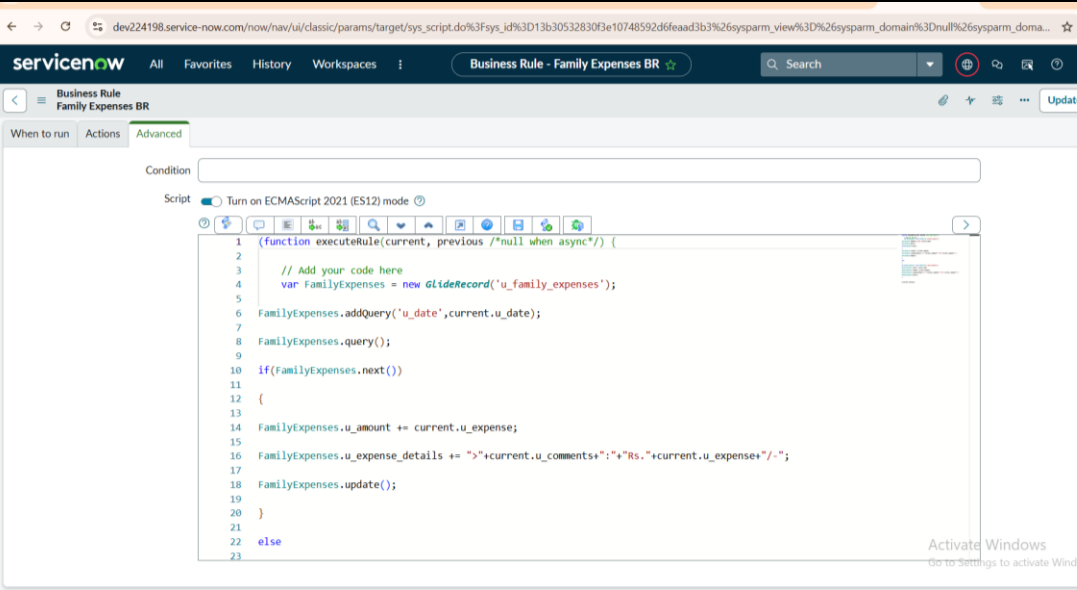 dev224198.service-now.com/now/nav/ui/classic/params/target/sys_script.do%3Fsys_id%3D13b30532830f3e10748592d6feaad3b3%26sysparm_view%3D%26sysparm_domain%3Dnull%26sysparm_doma...
servicenow All Favorites History Workspaces Business Rule - Family Expenses BR Search
Business Rule
Family Expenses BR Updat
When to run Actions Advanced
Condition
Script Turn on ECMAScript 2021 (ES12) mode
1 (function executeRule(current, previous /*null when async*/) {
2
3 // Add your code here
4 var FamilyExpenses = new GlideRecord('u_family_expenses');
5
6 FamilyExpenses.addQuery('u_date',current.u_date);
7
8 FamilyExpenses.query();
9
10 if(FamilyExpenses.next())
11
12 {
13
14 FamilyExpenses.u_amount += current.u_expense;
15
16 FamilyExpenses.u_expense_details += ">"+current.u_comments+":"+"Rs."+current.u_expense+"/-";
17
18 FamilyExpenses.update();
19
20 }
21
22 else
23
Activate Windows
Go to Settings to activate Wind